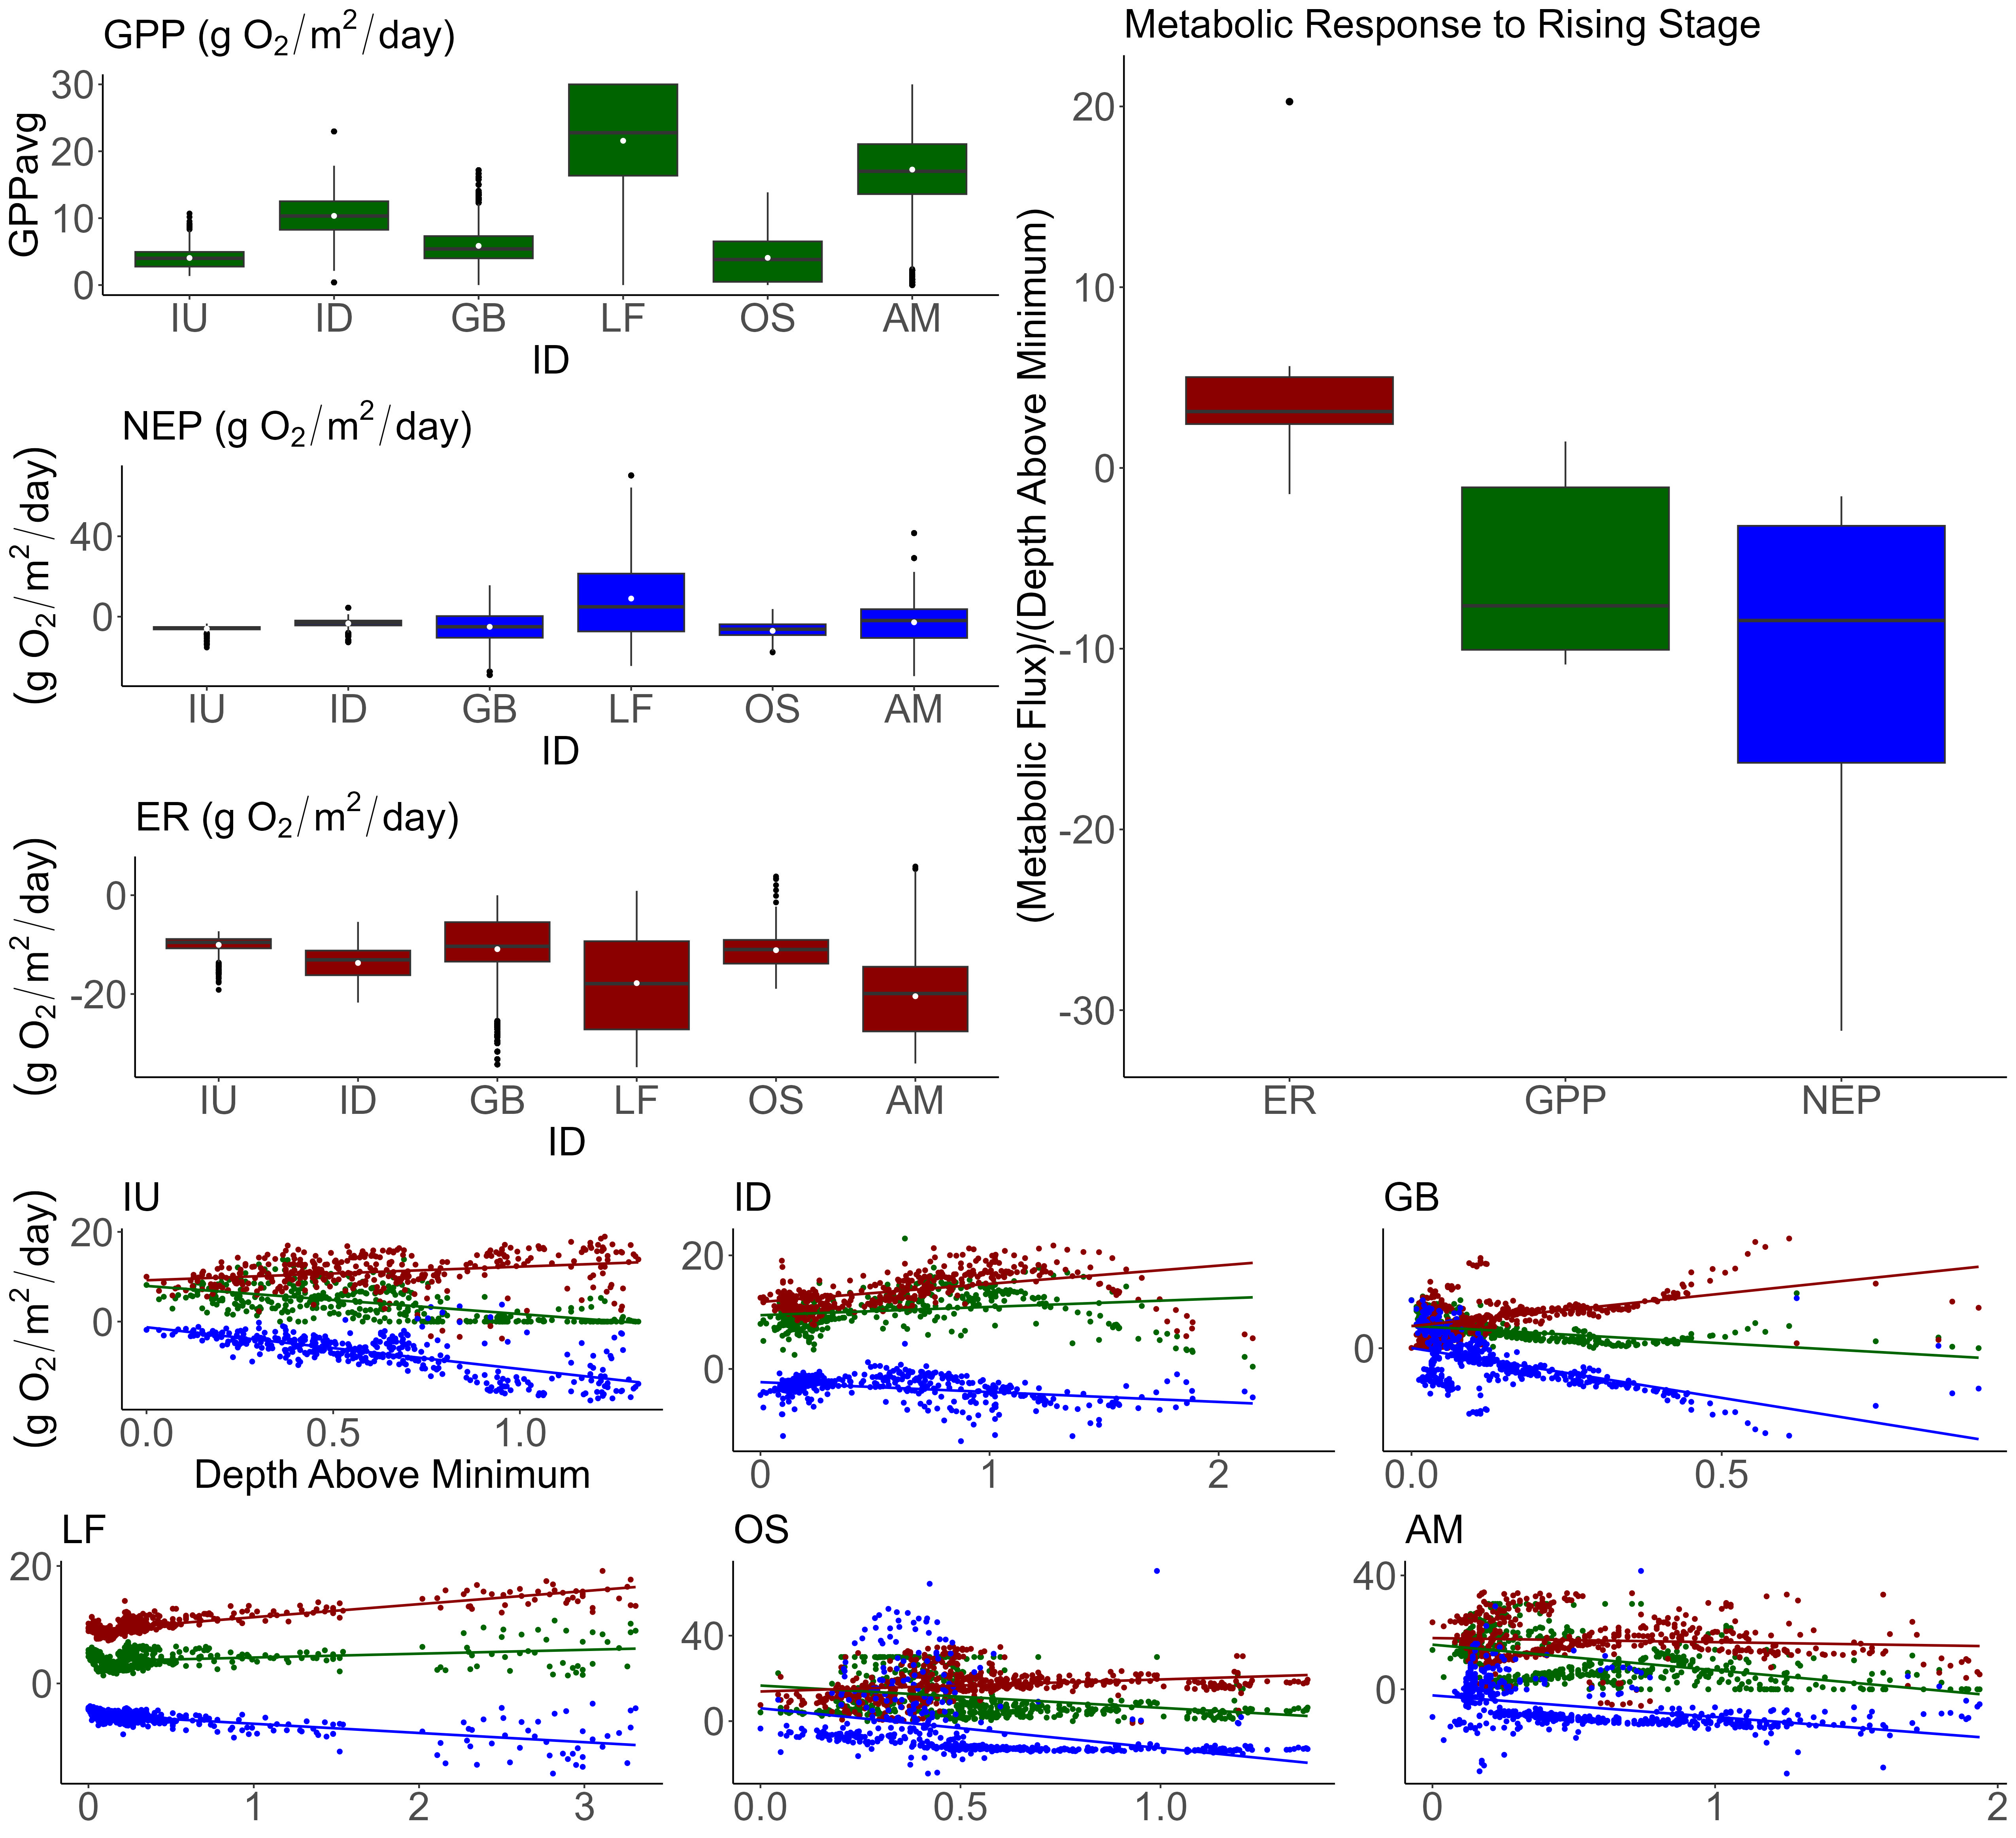 GPP (g O₂/m²/day)
GPPavg
30
20
10
0
IU ID GB LF OS AM
ID
NEP (g O₂/m²/day)
(g O₂/m²/day)
40
0
IU ID GB LF OS AM
ID
ER (g O₂/m²/day)
(g O₂/m²/day)
0
-20
IU ID GB LF OS AM
ID
Metabolic Response to Rising Stage
(Metabolic Flux)/(Depth Above Minimum)
20
10
0
-10
-20
-30
ER GPP NEP
IU
(g O₂/m²/day)
20
0
0.0 0.5 1.0
Depth Above Minimum
ID
20
0
0 1 2
GB
0
0.0 0.5
LF
20
0
0 1 2 3
OS
40
0
0.0 0.5 1.0
AM
40
0
0 1 2